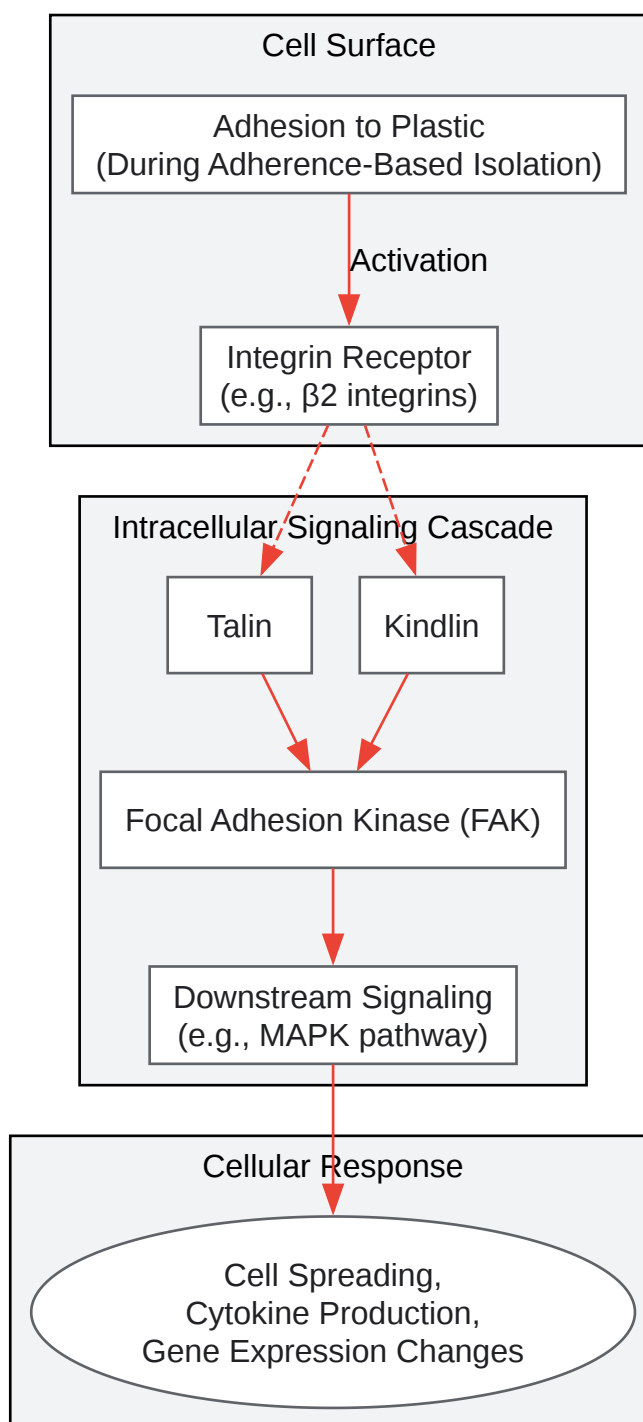 Cell Surface
Adhesion to Plastic
(During Adherence-Based Isolation)
Activation
Integrin Receptor
(e.g., β2 integrins)
Intracellular Signaling Cascade
Talin
Kindlin
Focal Adhesion Kinase (FAK)
Downstream Signaling
(e.g., MAPK pathway)
Cellular Response
Cell Spreading,
Cytokine Production,
Gene Expression Changes